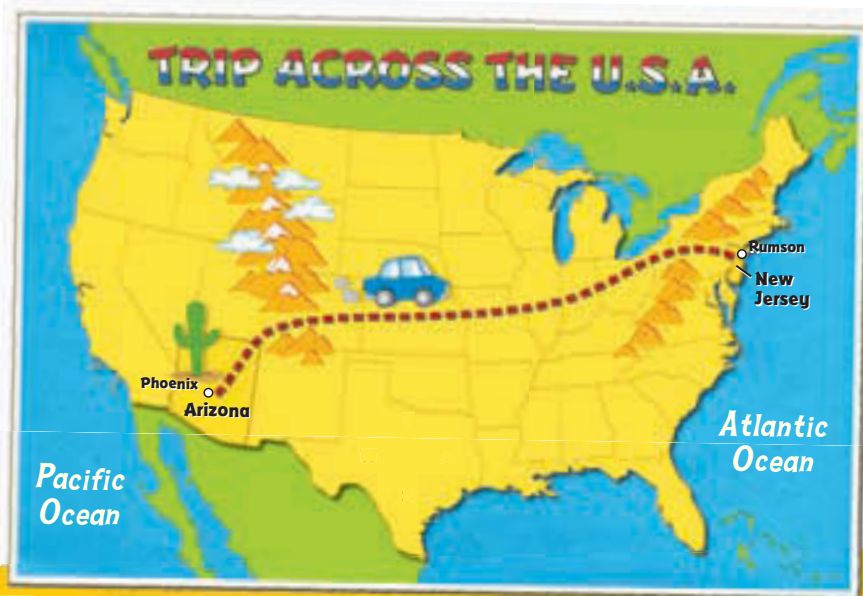 TRIP ACROSS THE U.S.A.
Rumson
New
Jersey
Phoenix
Arizona
Atlantic
Ocean
Pacific
Ocean